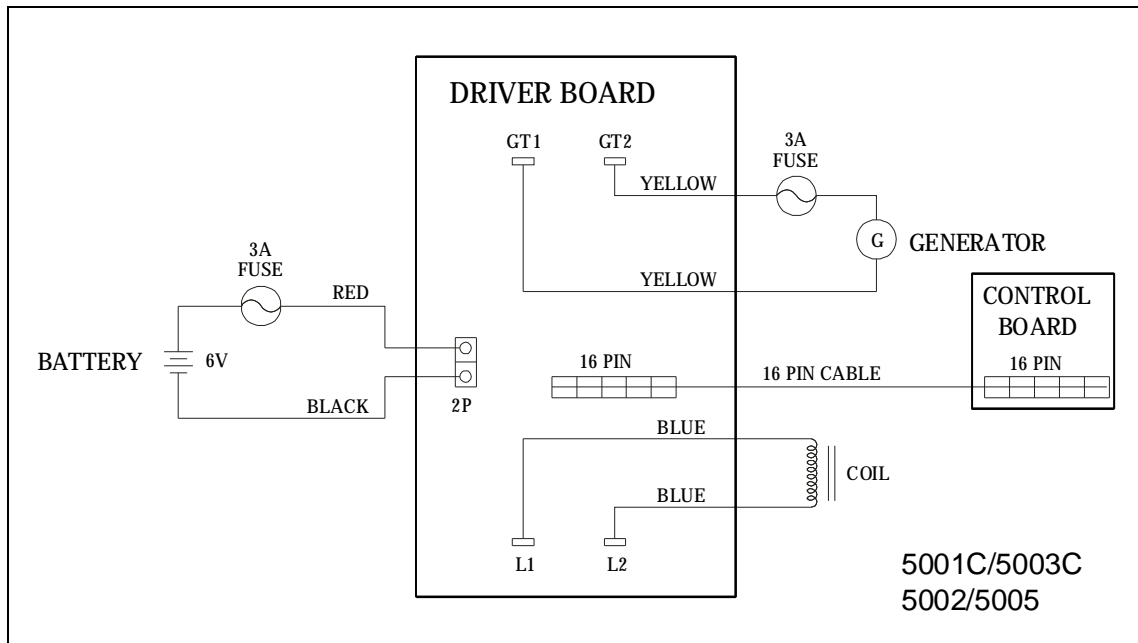 DRIVER BOARD
GT1
GT2
3A
FUSE
YELLOW
G
GENERATOR
YELLOW
3A
FUSE
RED
BATTERY
6V
BLACK
2P
CONTROL
BOARD
16 PIN
16 PIN
16 PIN CABLE
BLUE
COIL
BLUE
L1
L2
5001C/5003C
5002/5005